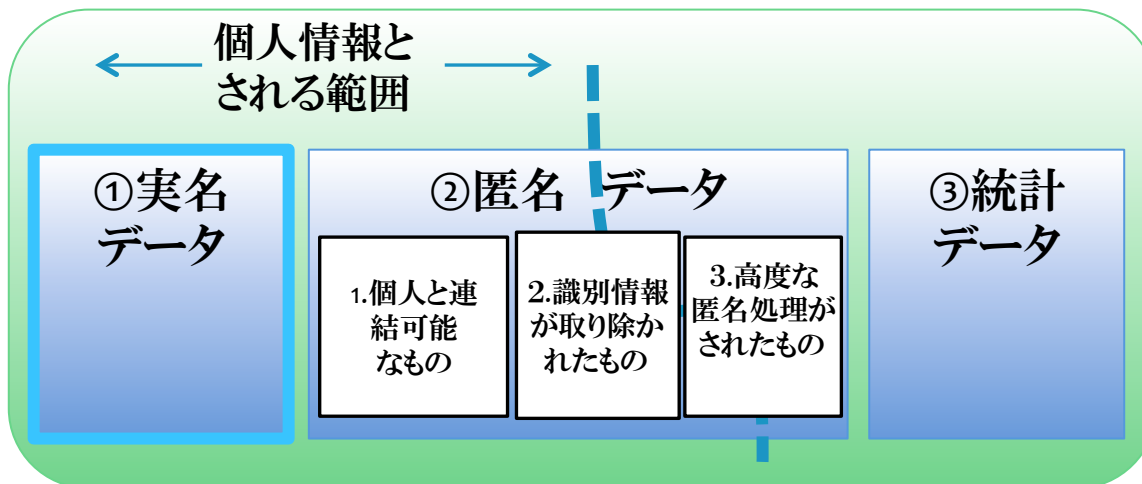 個人情報と
される範囲
①実名
データ
②匿名 データ
1.個人と連
結可能
なもの
2.識別情報
が取り除か
れたもの
3.高度な
匿名処理が
されたもの
③統計
データ